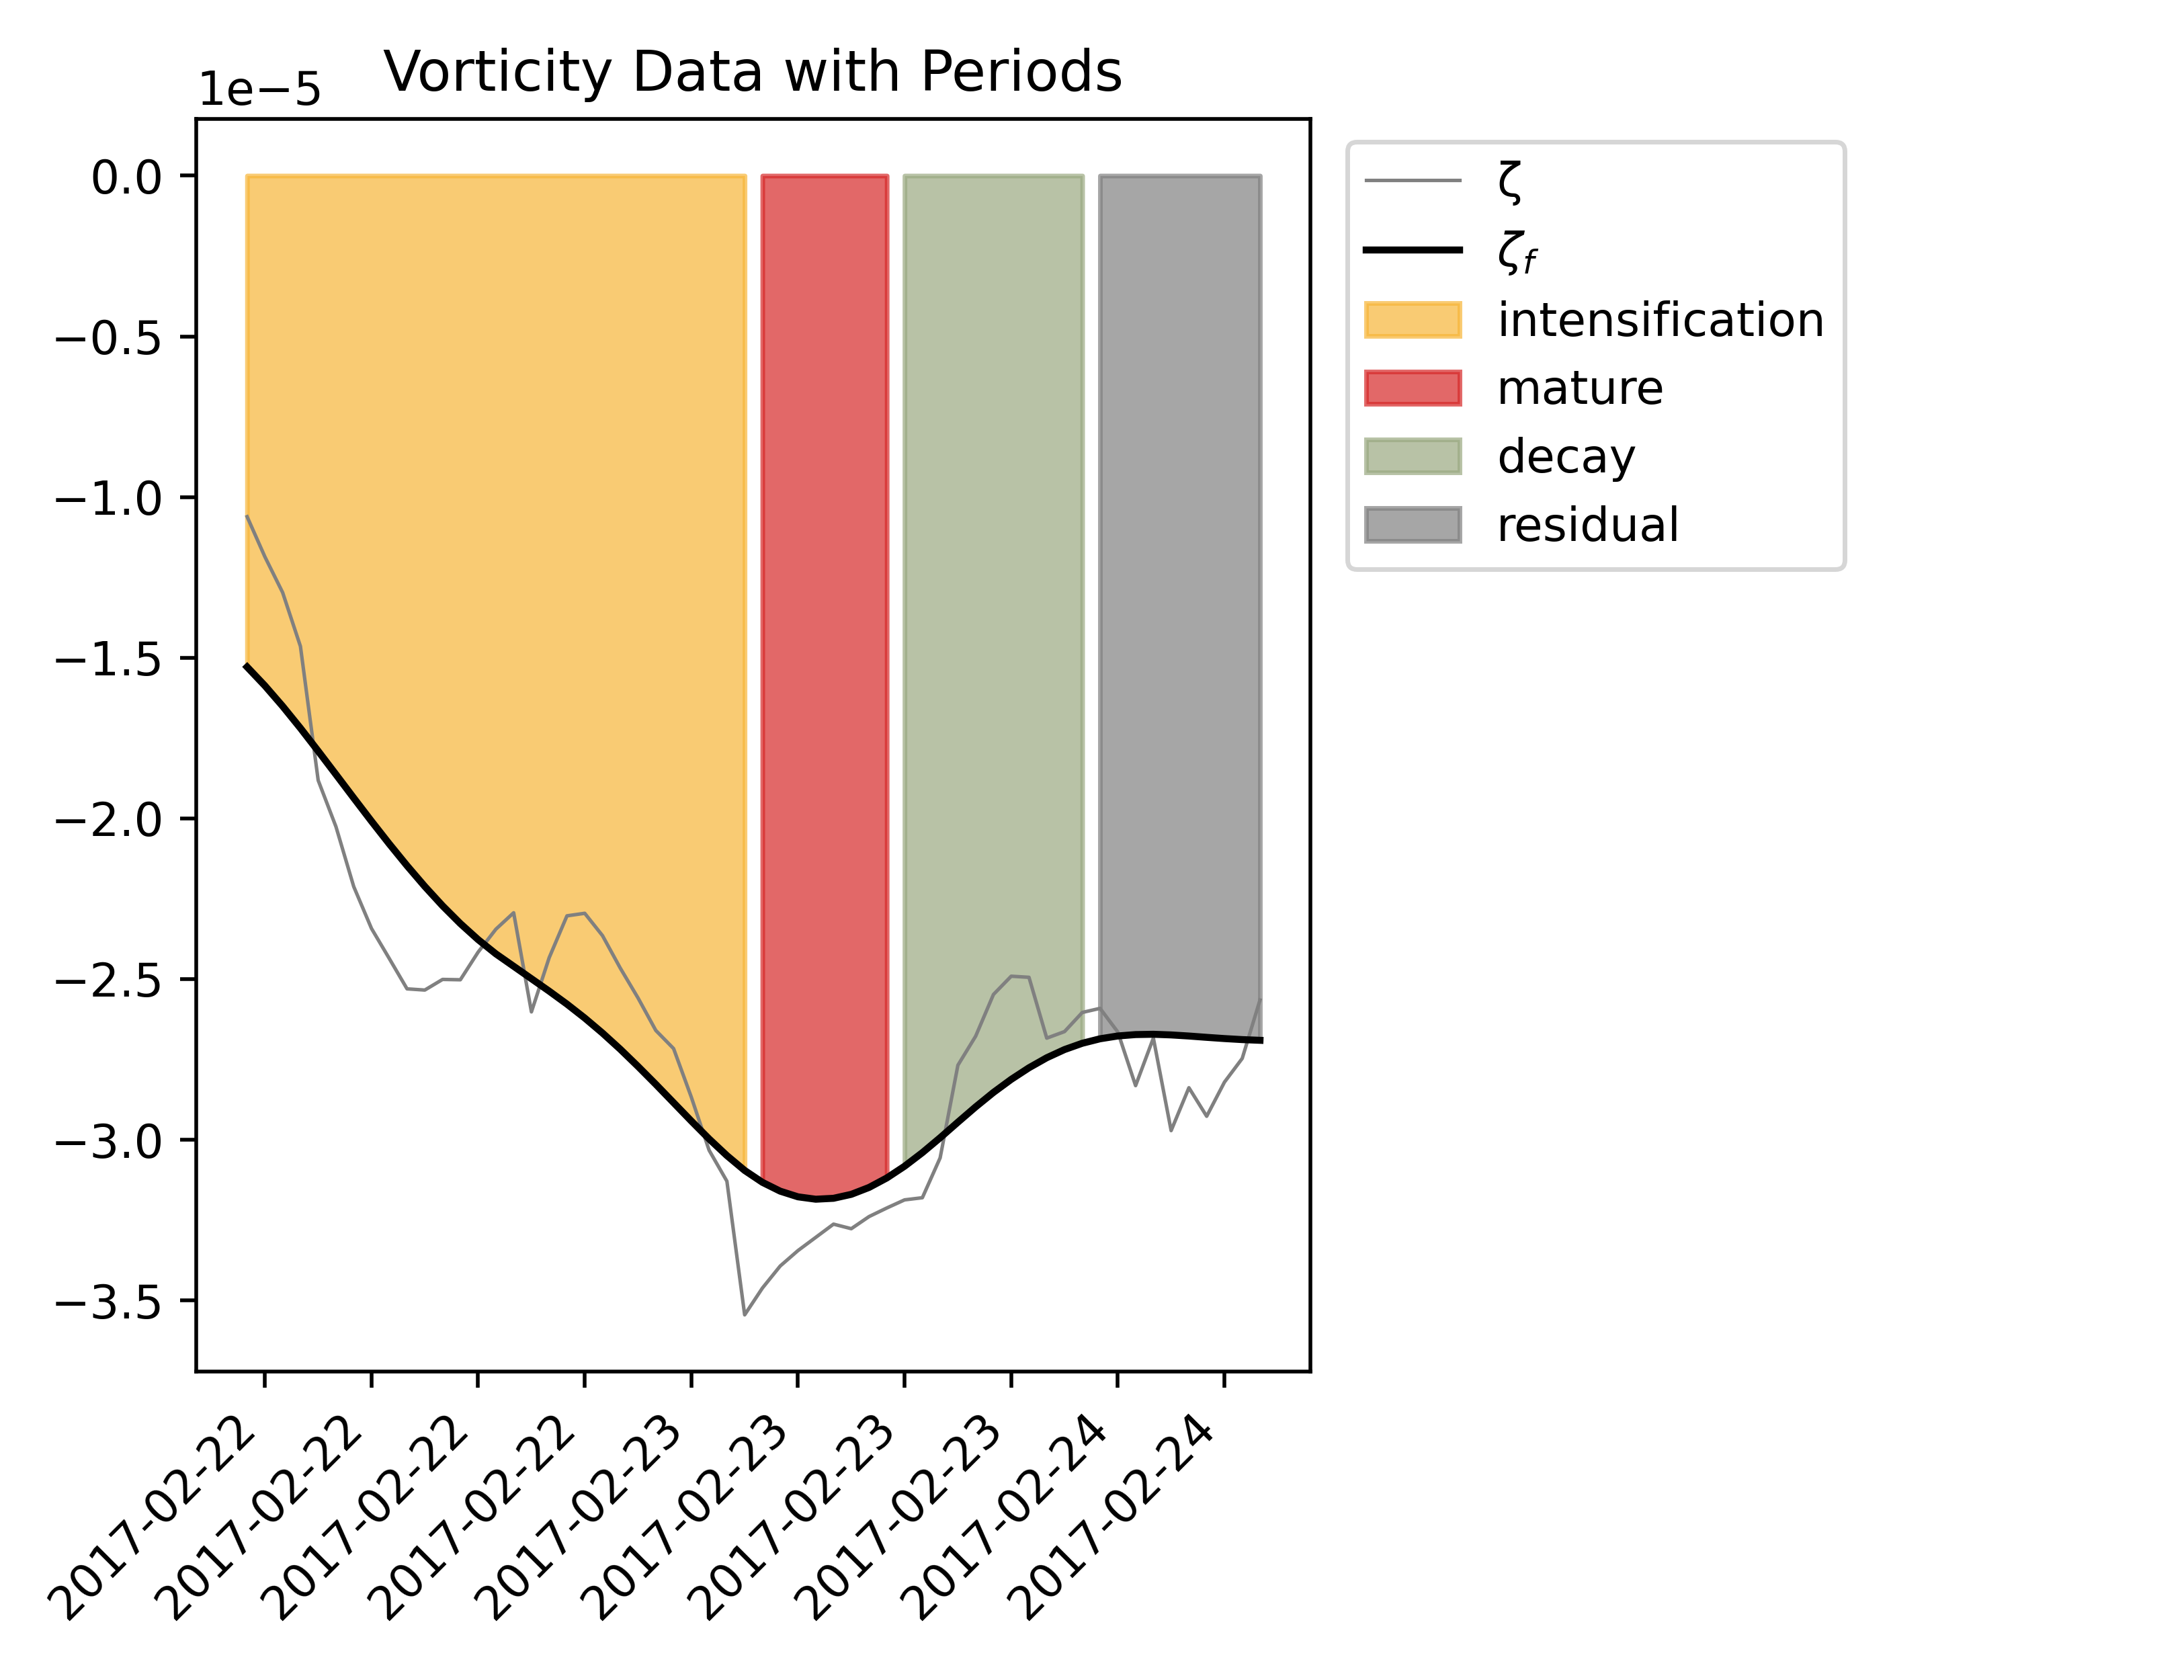 Vorticity Data with Periods
1e−5
0.0
−0.5
−1.0
−1.5
−2.0
−2.5
−3.0
−3.5
2017-02-22
2017-02-22
2017-02-22
2017-02-22
2017-02-23
2017-02-23
2017-02-23
2017-02-23
2017-02-24
2017-02-24
ζ
ζf
intensification
mature
decay
residual